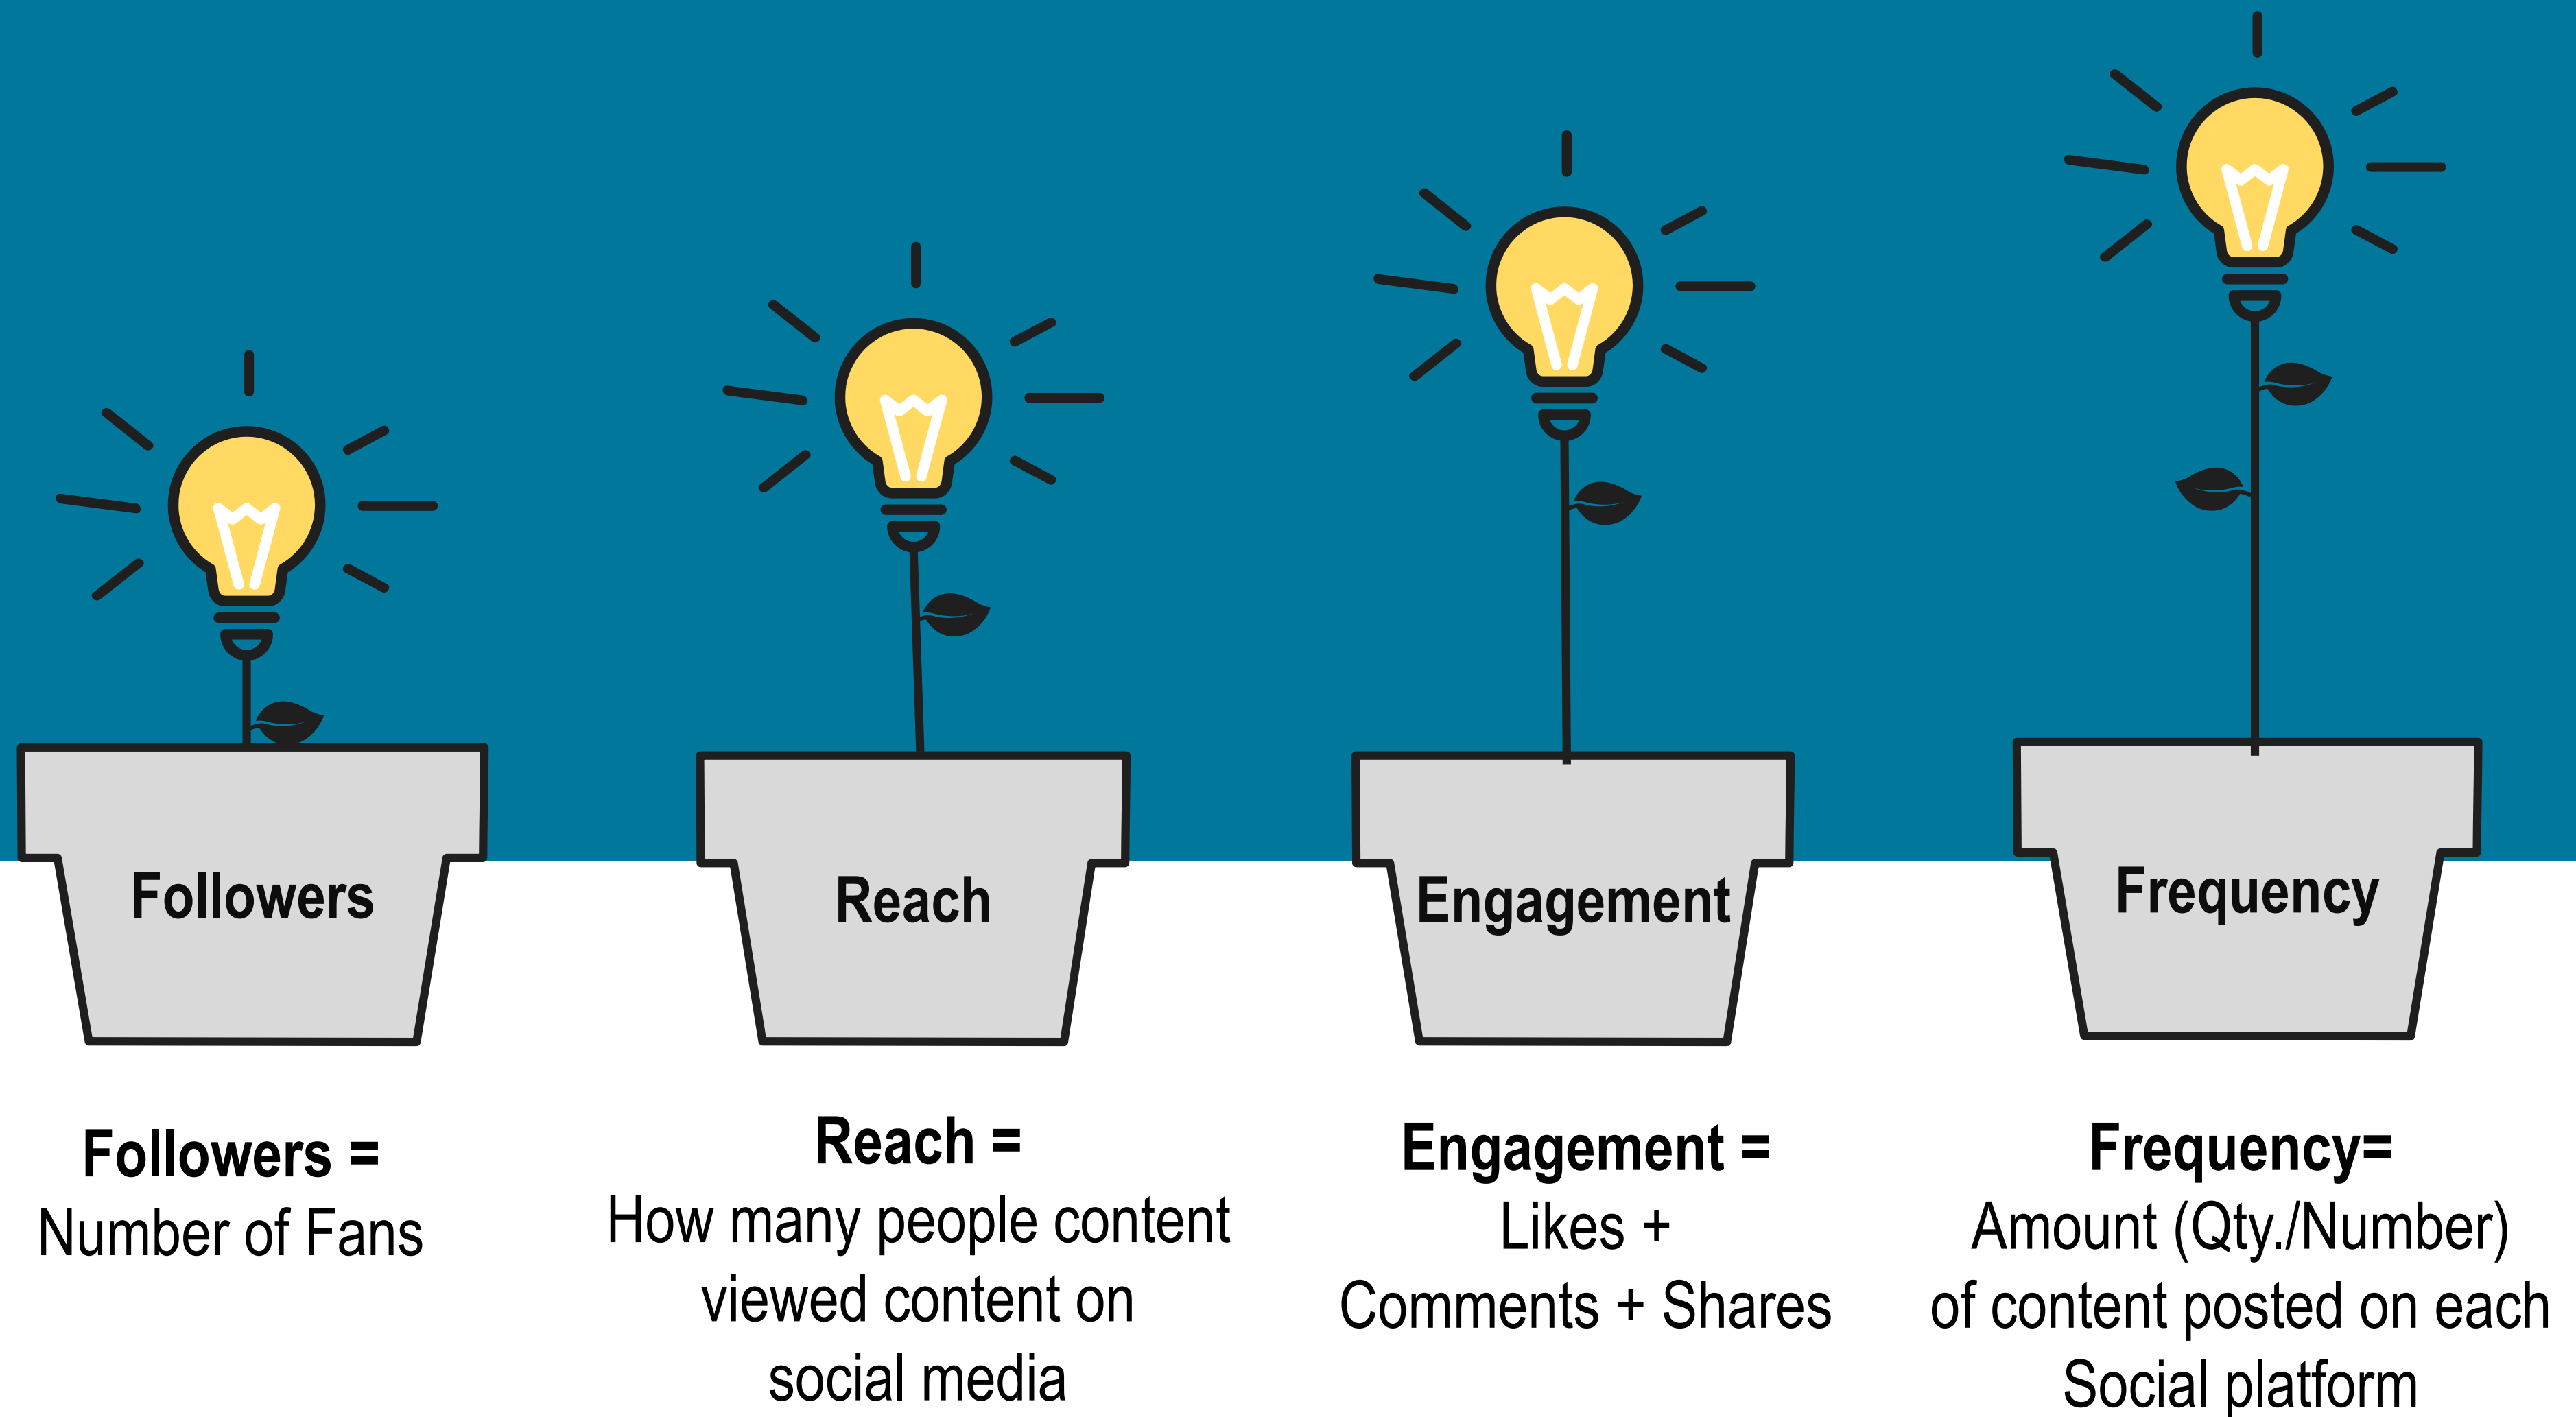 Followers
Reach
Engagement
Frequency
Followers =
Number of Fans
Reach =
How many people content
viewed content on
social media
Engagement =
Likes +
Comments + Shares
Frequency=
Amount (Qty./Number)
of content posted on each
Social platform